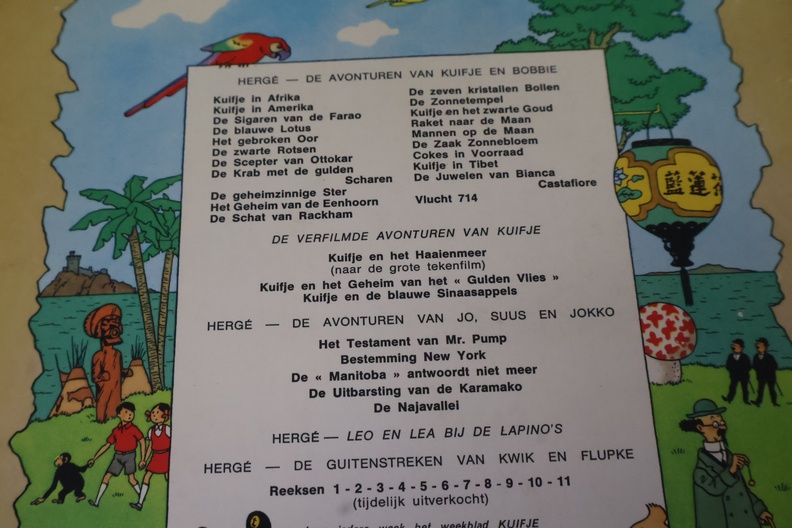 HERGÉ — DE AVONTUREN VAN KUIFJE EN BOBBIE
Kuifje in Afrika
Kuifje in Amerika
De Sigaren van de Farao
De blauwe Lotus
Het gebroken Oor
De zwarte Rotsen
De Scepter van Ottokar
De Krab met de gulden
Scharen
De geheimzinnige Ster
Het Geheim van de Eenhoorn
De Schat van Rackham
De zeven kristallen Bollen
De Zonnetempel
Kuifje en het zwarte Goud
Raket naar de Maan
Mannen op de Maan
De Zaak Zonnebloem
Cokes in Voorraad
Kuifje in Tibet
De Juwelen van Bianca
Castafiore
Vlucht 714
DE VERFILMDE AVONTUREN VAN KUIFJE
Kuifje en het Haaienmeer
(naar de grote tekenfilm)
Kuifje en het Geheim van het « Gulden Vlies »
Kuifje en de blauwe Sinaasappels
HERGÉ — DE AVONTUREN VAN JO, SUUS EN JOKKO
Het Testament van Mr. Pump
Bestemming New York
De « Manitoba » antwoordt niet meer
De Uitbarsting van de Karamako
De Najavallei
HERGÉ — LEO EN LEA BIJ DE LAPINO'S
HERGÉ — DE GUITENSTREKEN VAN KWIK EN FLUPKE
Reeksen 1 - 2 - 3 - 4 - 5 - 6 - 7 - 8 - 9 - 10 - 11
(tijdelijk uitverkocht)
week het weekblad KUIFJE
藍蓮